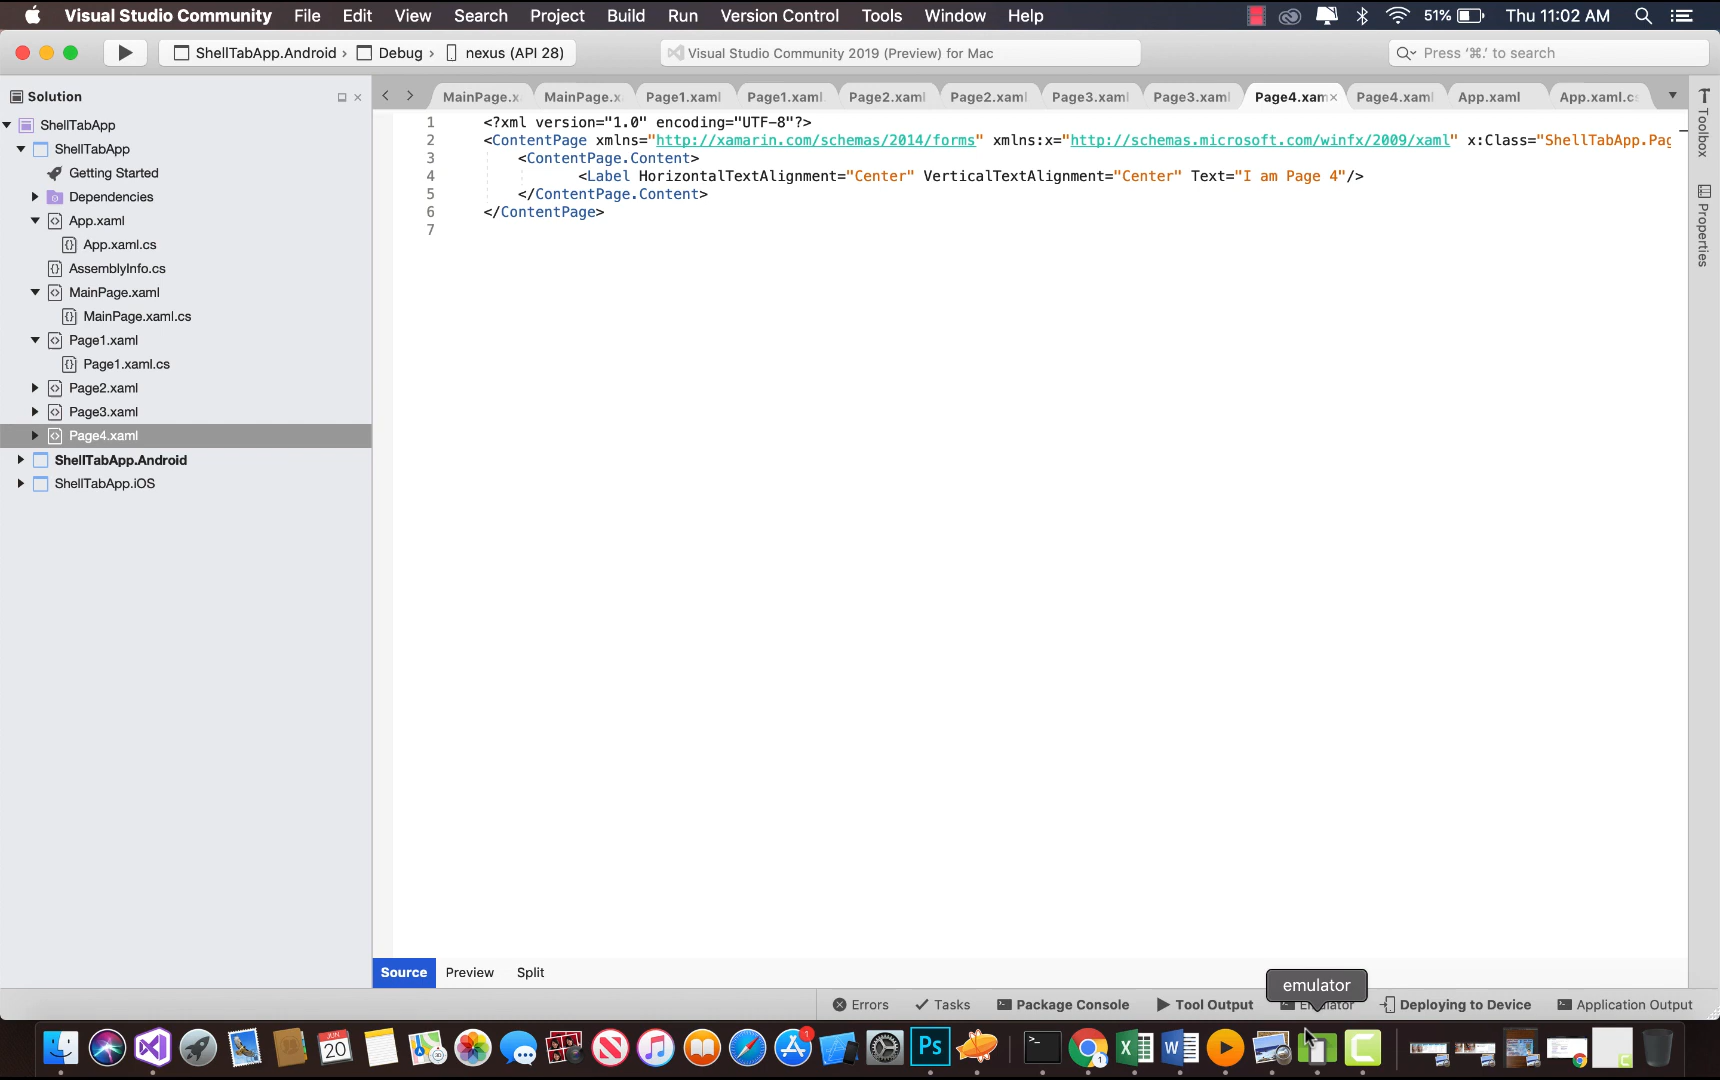 Visual Studio Community File Edit View Search Project Build Run Version Control Tools Window Help 51% Thu 11:02 AM
ShellTabApp.Android › Debug › nexus (API 28) Visual Studio Community 2019 (Preview) for Mac Press ‘⌘.’ to search
Solution
MainPage.x MainPage.x Page1.xaml Page1.xaml Page2.xaml Page2.xaml Page3.xaml Page3.xaml Page4.xam Page4.xaml App.xaml App.xaml.c
ShellTabApp
ShellTabApp
Getting Started
Dependencies
App.xaml
App.xaml.cs
AssemblyInfo.cs
MainPage.xaml
MainPage.xaml.cs
Page1.xaml
Page1.xaml.cs
Page2.xaml
Page3.xaml
Page4.xaml
ShellTabApp.Android
ShellTabApp.iOS
1 <?xml version="1.0" encoding="UTF-8"?>
2 <ContentPage xmlns="http://xamarin.com/schemas/2014/forms" xmlns:x="http://schemas.microsoft.com/winfx/2009/xaml" x:Class="ShellTabApp.Pag
3 <ContentPage.Content>
4 <Label HorizontalTextAlignment="Center" VerticalTextAlignment="Center" Text="I am Page 4"/>
5 </ContentPage.Content>
6 </ContentPage>
7
Toolbox
Properties
Source Preview Split
emulator
Errors Tasks Package Console Tool Output Emulator Deploying to Device Application Output
JUN
20
3D
1
Ps
>_
1